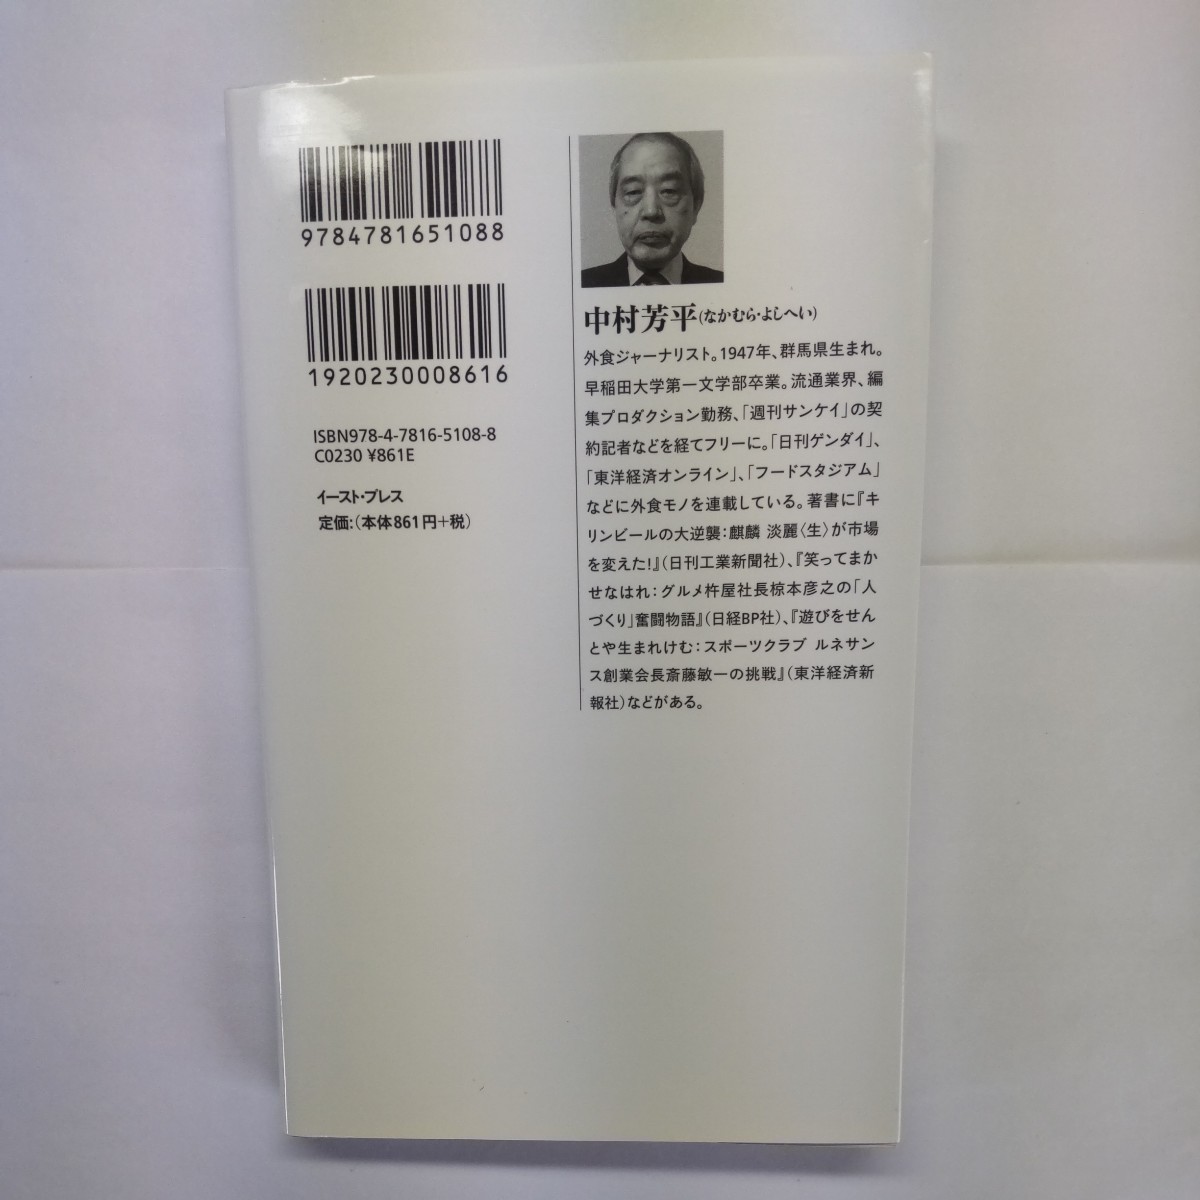 9784781651088
1920230008616
ISBN978-4-7816-5108-8
C0230 ¥861E
イースト・プレス
定価:(本体861円+税)
中村芳平(なかむら・よしへい)
外食ジャーナリスト。1947年、群馬県生まれ。
早稲田大学第一文学部卒業。流通業界、編
集プロダクション勤務、「週刊サンケイ」の契
約記者などを経てフリーに。「日刊ゲンダイ」、
「東洋経済オンライン」、「フードスタジアム」
などに外食モノを連載している。著書に『キ
リンビールの大逆襲:麒麟 淡麗〈生〉が市場
を変えた!』(日刊工業新聞社)、『笑ってまか
せなはれ:グルメ杵屋社長椋本彦之の「人
づくり」奮闘物語』(日経BP社)、『遊びをせん
とや生まれけむ:スポーツクラブ ルネサン
ス創業会長斎藤敏一の挑戦』(東洋経済新
報社)などがある。